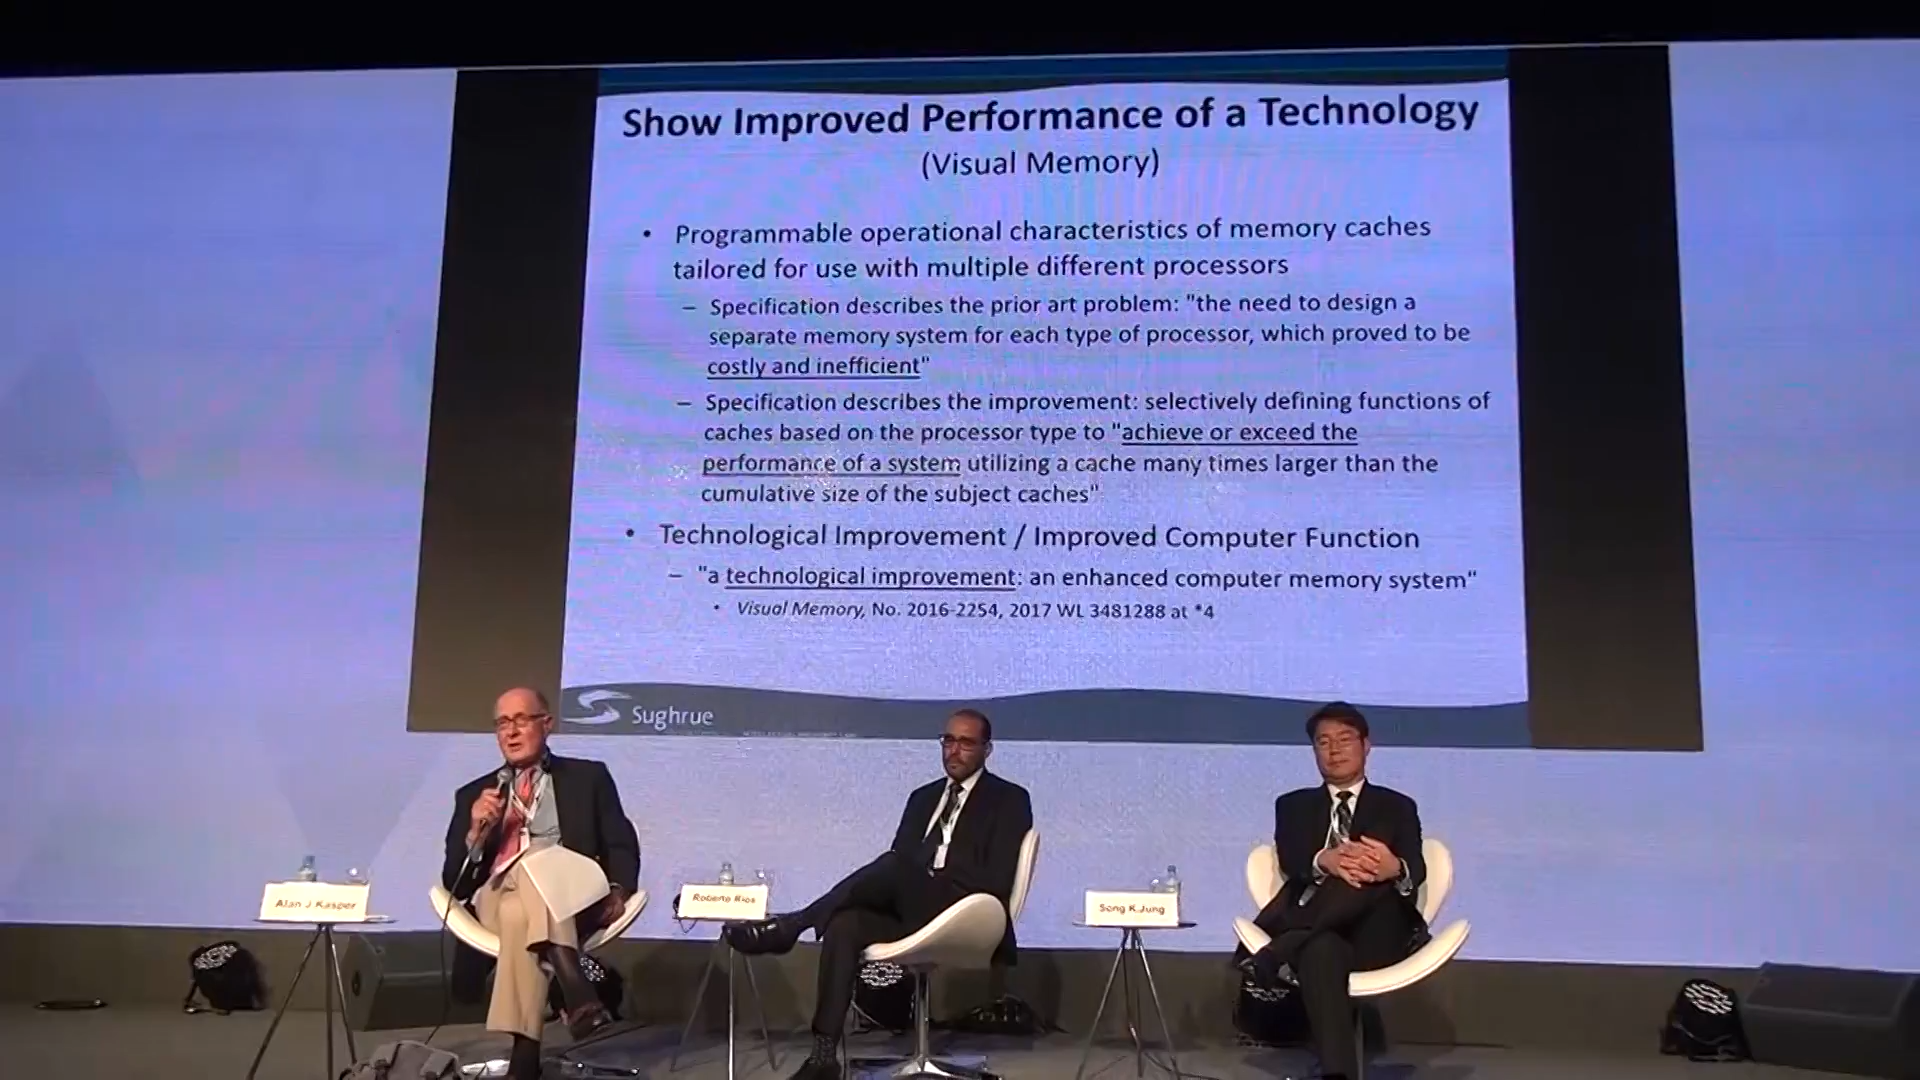 Show Improved Performance of a Technology
(Visual Memory)
• Programmable operational characteristics of memory caches
tailored for use with multiple different processors
– Specification describes the prior art problem: "the need to design a
separate memory system for each type of processor, which proved to be
costly and inefficient"
– Specification describes the improvement: selectively defining functions of
caches based on the processor type to "achieve or exceed the
performance of a system utilizing a cache many times larger than the
cumulative size of the subject caches"
• Technological Improvement / Improved Computer Function
– "a technological improvement: an enhanced computer memory system"
• Visual Memory, No. 2016-2254, 2017 WL 3481288 at *4
Sughrue
Alan J Kasper
Roberto Rios
Song K.Jung